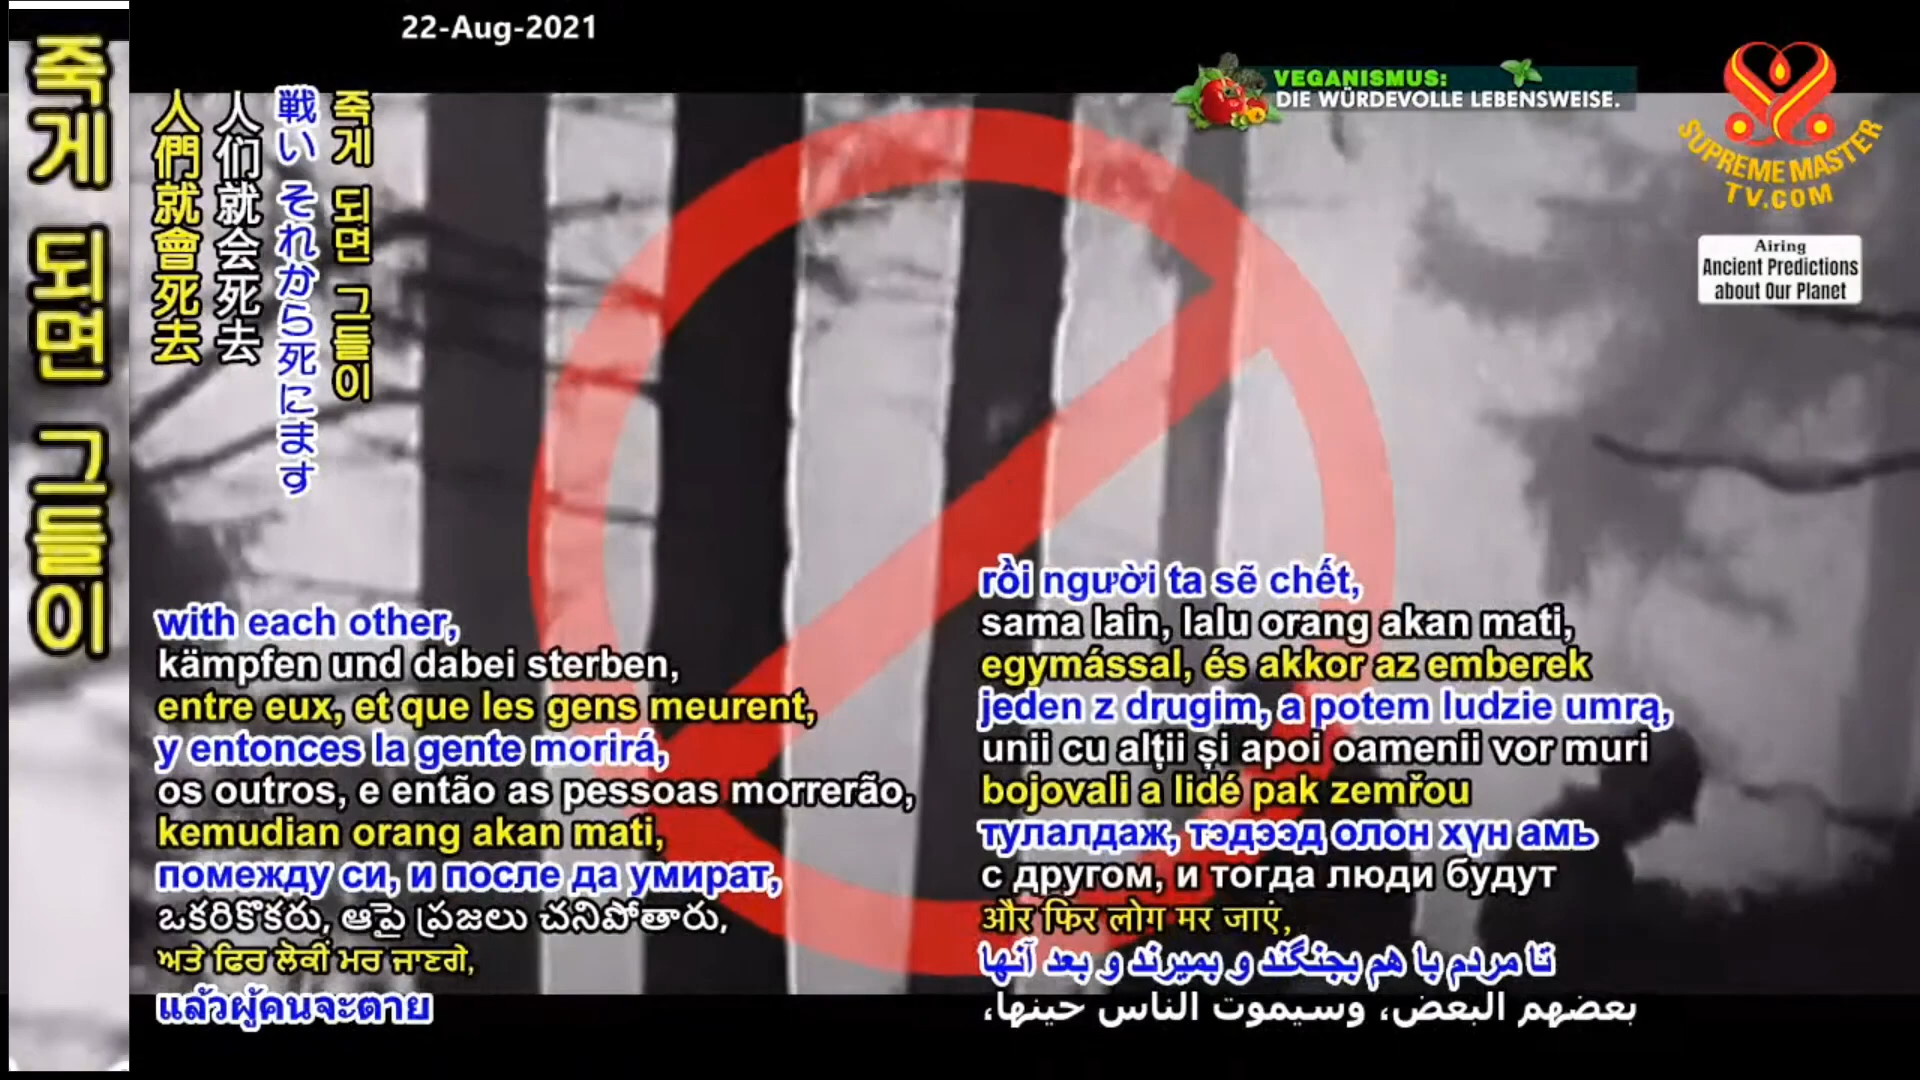 죽게 되면 그들이
22-Aug-2021
VEGANISMUS:
DIE WÜRDEVOLLE LEBENSWEISE.
SUPREME MASTER
TV.COM
Airing
Ancient Predictions
about Our Planet
죽게 되면 그들이
戦い それから死にます
人们就会死去
人們就會死去
with each other,
kämpfen und dabei sterben,
entre eux, et que les gens meurent,
y entonces la gente morirá,
os outros, e então as pessoas morrerão,
kemudian orang akan mati,
помежду си, и после да умират,
ఒకరికొకరు, ఆపై ప్రజలు చనిపోతారు,
ਅਤੇ ਫਿਰ ਲੋਕੀਂ ਮਰ ਜਾਣਗੇ,
แล้วผู้คนจะตาย
rồi người ta sẽ chết,
sama lain, lalu orang akan mati,
egymással, és akkor az emberek
jeden z drugim, a potem ludzie umrą,
unii cu alții și apoi oamenii vor muri
bojovali a lidé pak zemřou
тулалдаж, тэдээд олон хүн амь
с другом, и тогда люди будут
और फिर लोग मर जाएं,
تا مردم با هم بجنگند و بمیرند و بعد آنها
بعضهم البعض، وسيموت الناس حينها،